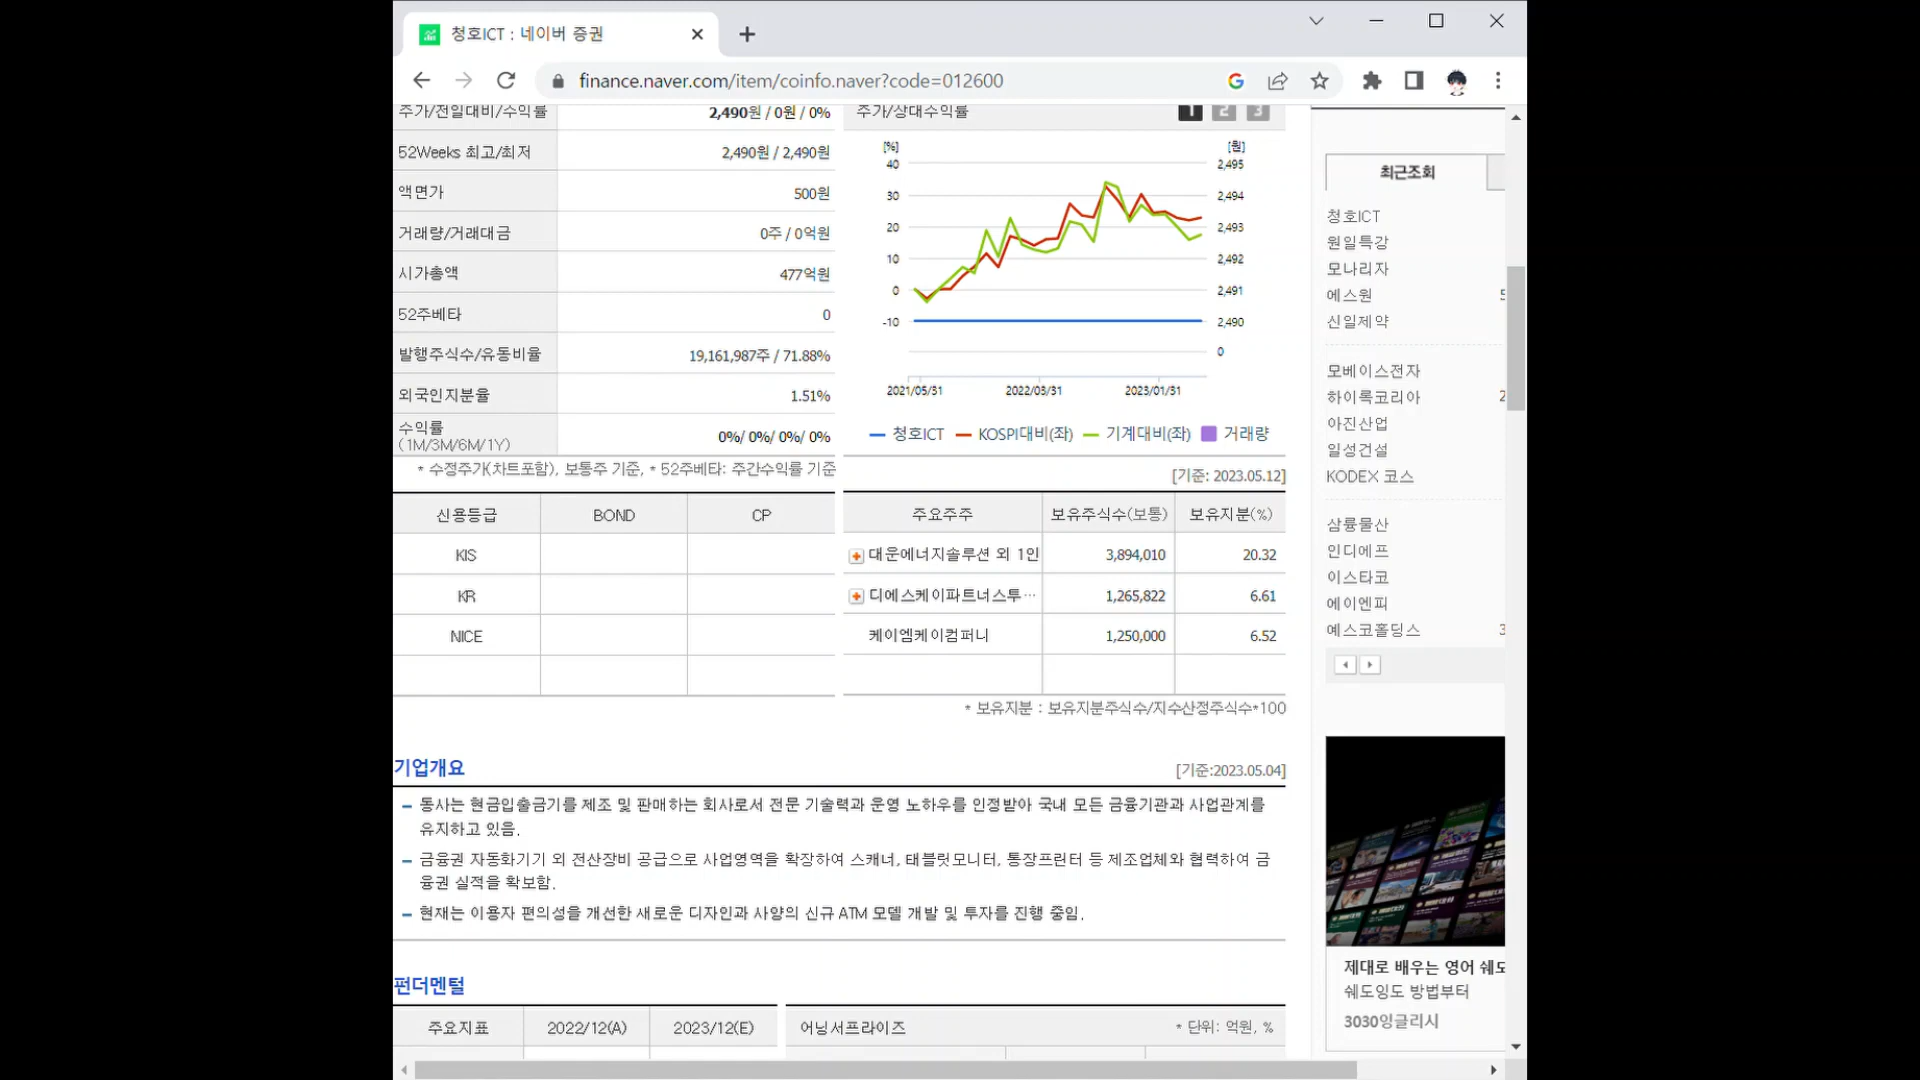 청호ICT : 네이버 증권
finance.naver.com/item/coinfo.naver?code=012600
주가/전일대비/수익률 2,490원 / 0원 / 0%
52Weeks 최고/최저 2,490원 / 2,490원
액면가 500원
거래량/거래대금 0주 / 0억원
시가총액 477억원
52주베타 0
발행주식수/유동비율 19,161,987주 / 71.88%
외국인지분율 1.51%
수익률
(1M/3M/6M/1Y) 0%/ 0%/ 0%/ 0%
* 수정주가(차트포함), 보통주 기준, * 52주베타: 주간수익률 기준
주가/상대수익률 1 2 3
[%] [원]
40 2,495
30 2,494
20 2,493
10 2,492
0 2,491
-10 2,490
0
2021/05/31 2022/03/31 2023/01/31
청호ICT KOSPI대비(좌) 기계대비(좌) 거래량
[기준: 2023.05.12]
신용등급 BOND CP
KIS
KR
NICE
주요주주 보유주식수(보통) 보유지분(%)
대운에너지솔루션 외 1인 3,894,010 20.32
디에스케이파트너스투… 1,265,822 6.61
케이엠케이컴퍼니 1,250,000 6.52
* 보유지분 : 보유지분주식수/지수산정주식수*100
기업개요 [기준:2023.05.04]
동사는 현금입출금기를 제조 및 판매하는 회사로서 전문 기술력과 운영 노하우를 인정받아 국내 모든 금융기관과 사업관계를
유지하고 있음.
금융권 자동화기기 외 전산장비 공급으로 사업영역을 확장하여 스캐너, 태블릿모니터, 통장프린터 등 제조업체와 협력하여 금
융권 실적을 확보함.
현재는 이용자 편의성을 개선한 새로운 디자인과 사양의 신규 ATM 모델 개발 및 투자를 진행 중임.
펀더멘털
주요지표 2022/12(A) 2023/12(E)
어닝서프라이즈 * 단위: 억원, %
최근조회
청호ICT
원일특강
모나리자
에스원 5
신일제약
모베이스전자
하이록코리아 2
아진산업
일성건설
KODEX 코스
삼륭물산
인디에프
이스타코
에이엔피
예스코홀딩스 3
제대로 배우는 영어 쉐도
쉐도잉도 방법부터
3030잉글리시